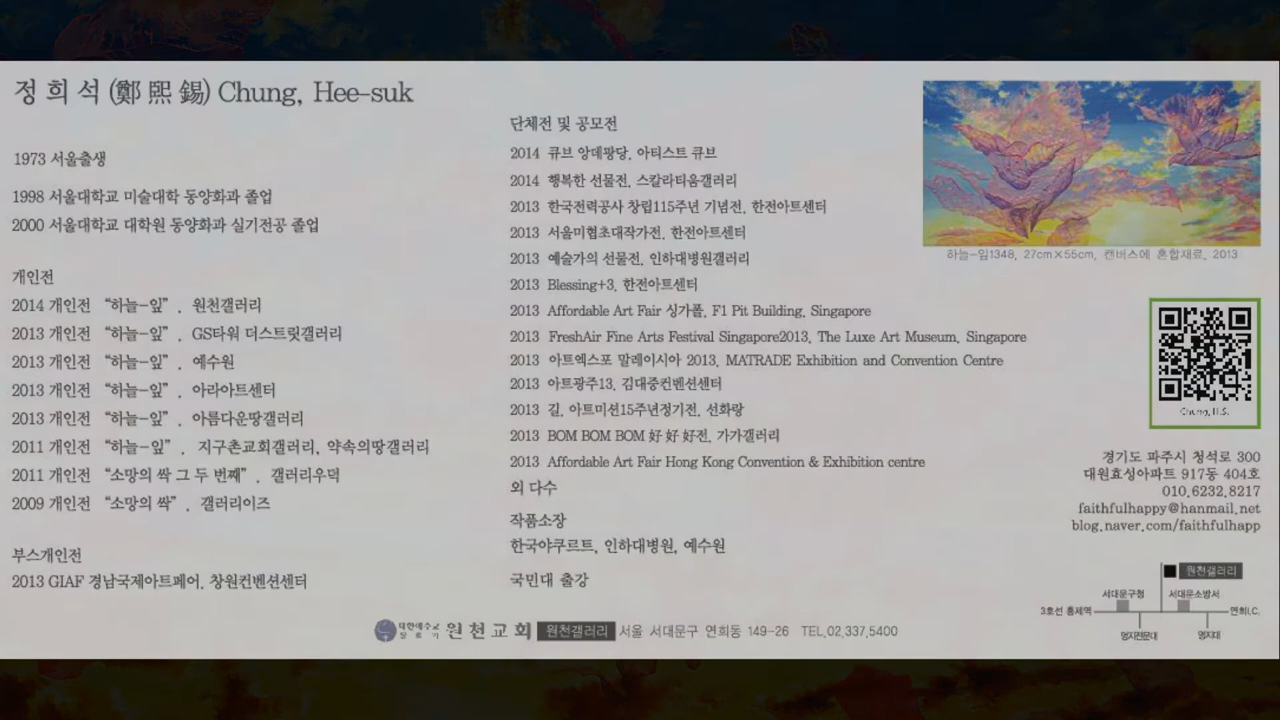 정 희 석 (鄭 熙 錫) Chung, Hee-suk
1973 서울출생
1998 서울대학교 미술대학 동양화과 졸업
2000 서울대학교 대학원 동양화과 실기전공 졸업
개인전
2014 개인전 “하늘-잎”, 원천갤러리
2013 개인전 “하늘-잎”, GS타워 더스트릿갤러리
2013 개인전 “하늘-잎”, 예수원
2013 개인전 “하늘-잎”, 아라아트센터
2013 개인전 “하늘-잎”, 아름다운땅갤러리
2011 개인전 “하늘-잎”, 지구촌교회갤러리, 약속의땅갤러리
2011 개인전 “소망의 싹 그 두 번째”, 갤러리우덕
2009 개인전 “소망의 싹”, 갤러리이즈
부스개인전
2013 GIAF 경남국제아트페어, 창원컨벤션센터
단체전 및 공모전
2014 큐브 앙데팡당, 아티스트 큐브
2014 행복한 선물전, 스칼라티움갤러리
2013 한국전력공사 창립115주년 기념전, 한전아트센터
2013 서울미협초대작가전, 한전아트센터
2013 예술가의 선물전, 인하대병원갤러리
2013 Blessing+3, 한전아트센터
2013 Affordable Art Fair 싱가폴, F1 Pit Building, Singapore
2013 FreshAir Fine Arts Festival Singapore2013, The Luxe Art Museum, Singapore
2013 아트엑스포 말레이시아 2013, MATRADE Exhibition and Convention Centre
2013 아트광주13, 김대중컨벤션센터
2013 길, 아트미션15주년정기전, 선화랑
2013 BOM BOM BOM 好 好 好전, 가가갤러리
2013 Affordable Art Fair Hong Kong Convention & Exhibition centre
외 다수
작품소장
한국야쿠르트, 인하대병원, 예수원
국민대 출강
하늘-잎1348, 27cm×55cm, 캔버스에 혼합재료, 2013
Chung, H.S.
경기도 파주시 청석로 300
대원효성아파트 917동 404호
010.6232.8217
faithfulhappy@hanmail.net
blog.naver.com/faithfulhapp
원천갤러리
서대문구청 서대문소방서
3호선 홍제역 연희I.C.
명지전문대 명지대
대한예수교
장로회
원천교회 원천갤러리 서울 서대문구 연희동 149-26 TEL.02.337.5400